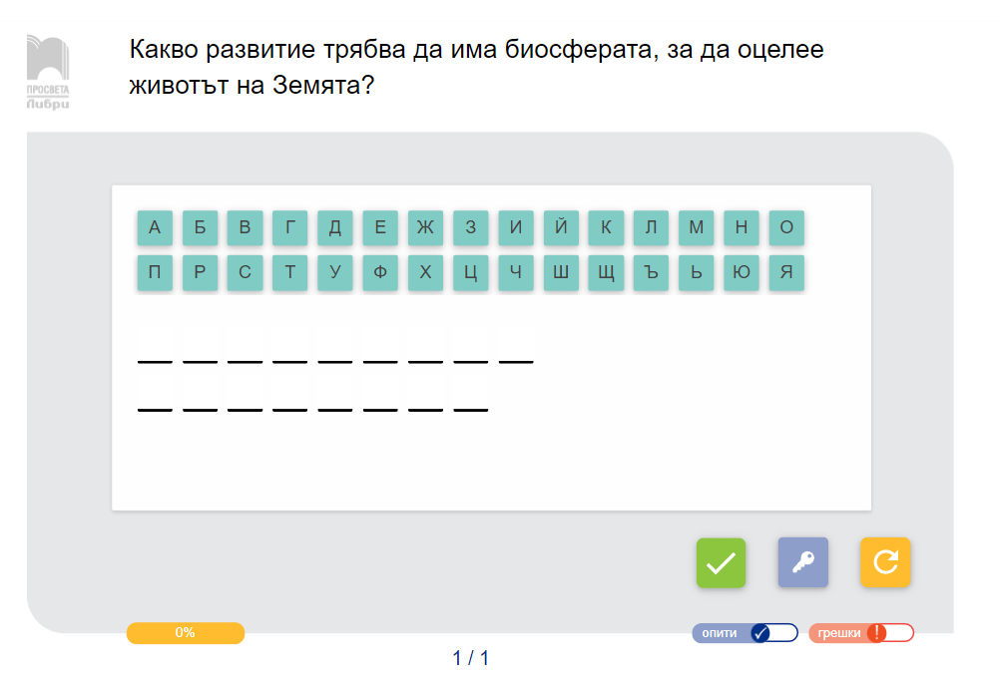 Какво развитие трябва да има биосферата, за да оцелее
животът на Земята?
ПРОСВЕТА
Либри
А Б В Г Д Е Ж З И Й К Л М Н О
П Р С Т У Ф Х Ц Ч Ш Щ Ъ Ь Ю Я
0%
опити
грешки
1 / 1